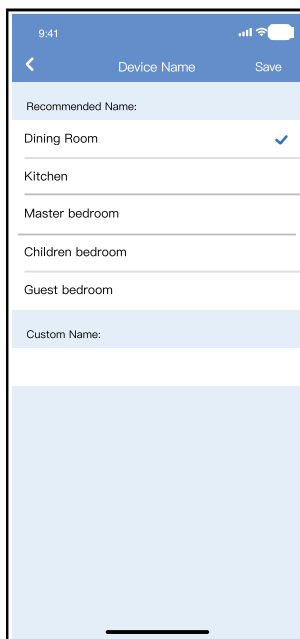 9:41
Device Name Save
Recommended Name:
Dining Room
Kitchen
Master bedroom
Children bedroom
Guest bedroom
Custom Name: